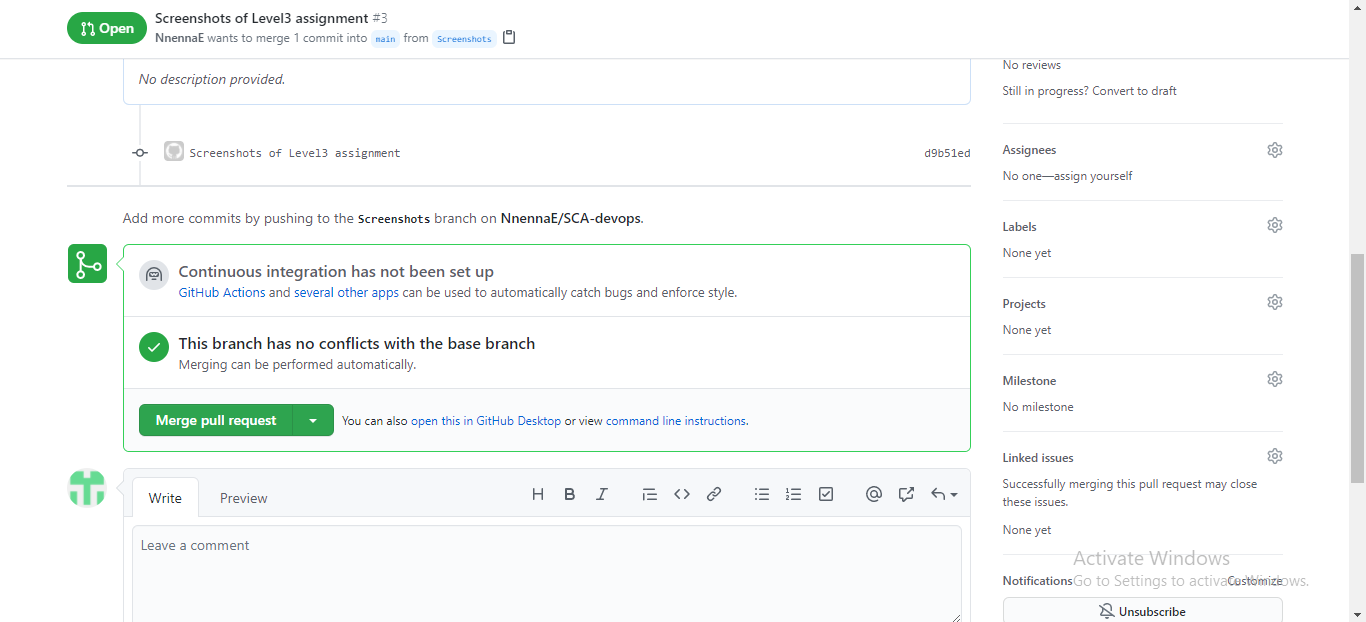 Open
Screenshots of Level3 assignment #3
NnennaE wants to merge 1 commit into main from Screenshots
No description provided.
Screenshots of Level3 assignment d9b51ed
Add more commits by pushing to the Screenshots branch on NnennaE/SCA-devops.
Continuous integration has not been set up
GitHub Actions and several other apps can be used to automatically catch bugs and enforce style.
This branch has no conflicts with the base branch
Merging can be performed automatically.
Merge pull request
You can also open this in GitHub Desktop or view command line instructions.
Write Preview
Leave a comment
No reviews
Still in progress? Convert to draft
Assignees
No one—assign yourself
Labels
None yet
Projects
None yet
Milestone
No milestone
Linked issues
Successfully merging this pull request may close
these issues.
None yet
Notifications Customize
Unsubscribe
Activate Windows
Go to Settings to activate Windows.